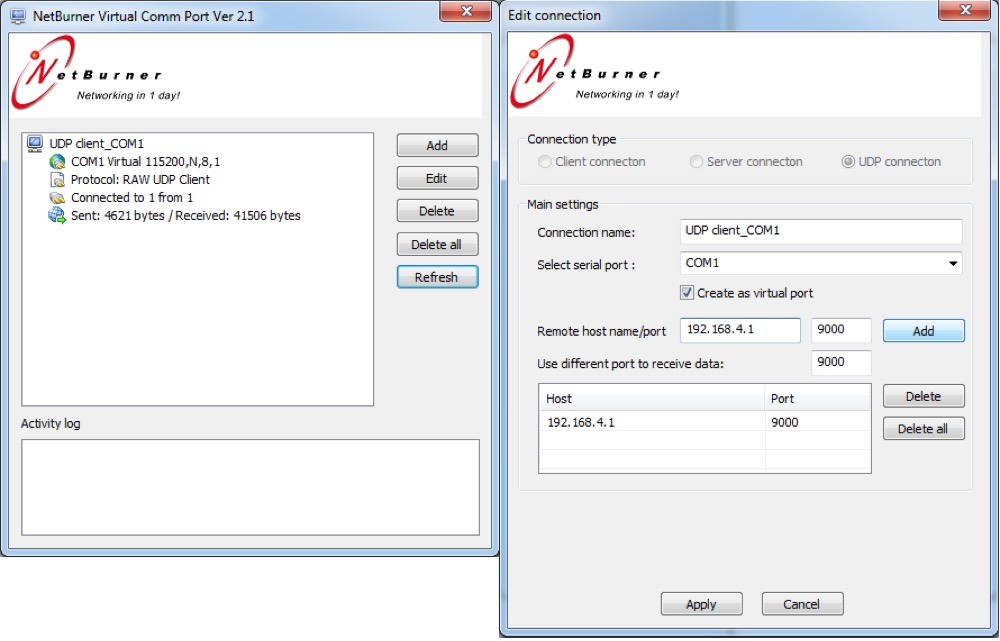 NetBurner Virtual Comm Port Ver 2.1
NetBurner
Networking in 1 day!
UDP client_COM1
COM1 Virtual 115200,N,8,1
Protocol: RAW UDP Client
Connected to 1 from 1
Sent: 4621 bytes / Received: 41506 bytes
Add
Edit
Delete
Delete all
Refresh
Activity log
Edit connection
NetBurner
Networking in 1 day!
Connection type
Client connecton
Server connecton
UDP connecton
Main settings
Connection name: UDP client_COM1
Select serial port : COM1
Create as virtual port
Remote host name/port 192.168.4.1 9000 Add
Use different port to receive data: 9000
Host Port
192.168.4.1 9000
Delete
Delete all
Apply Cancel